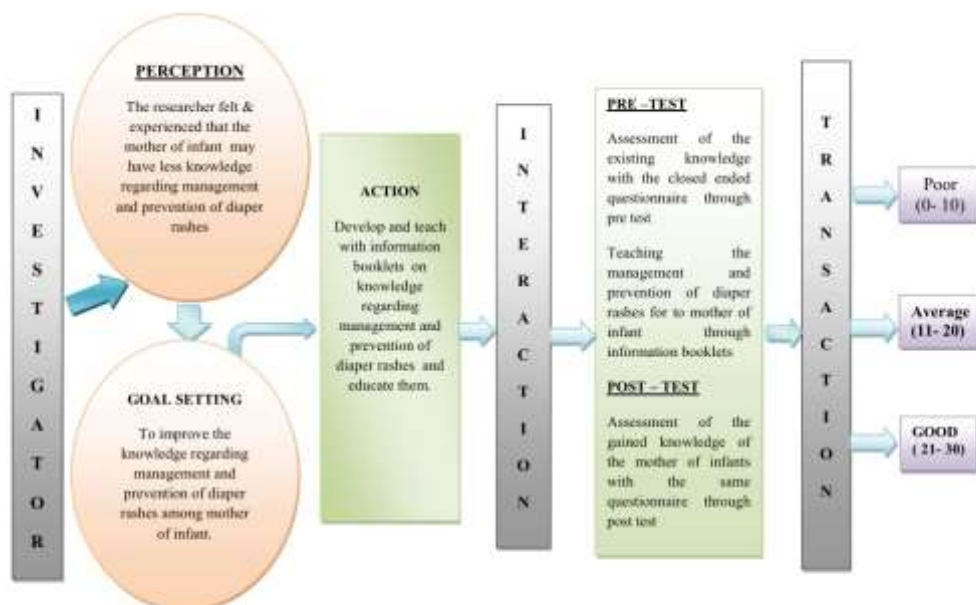 INVESTIGATOR
PERCEPTION
The researcher felt &
experienced that the
mother of infant may
have less knowledge
regarding management
and prevention of diaper
rashes
GOAL SETTING
To improve the
knowledge regarding
management and
prevention of diaper
rashes among mother
of infant.
ACTION
Develop and teach
with information
booklets on
knowledge
regarding
management and
prevention of
diaper rashes and
educate them.
INTERACTION
PRE –TEST
Assessment of the
existing knowledge
with the closed ended
questionnaire through
pre test
Teaching the
management and
prevention of diaper
rashes for to mother of
infant through
information booklets
POST – TEST
Assessment of the
gained knowledge of
the mother of infants
with the same
questionnaire through
post test
TRANSACTION
Poor
(0- 10)
Average
(11- 20)
GOOD
( 21- 30)